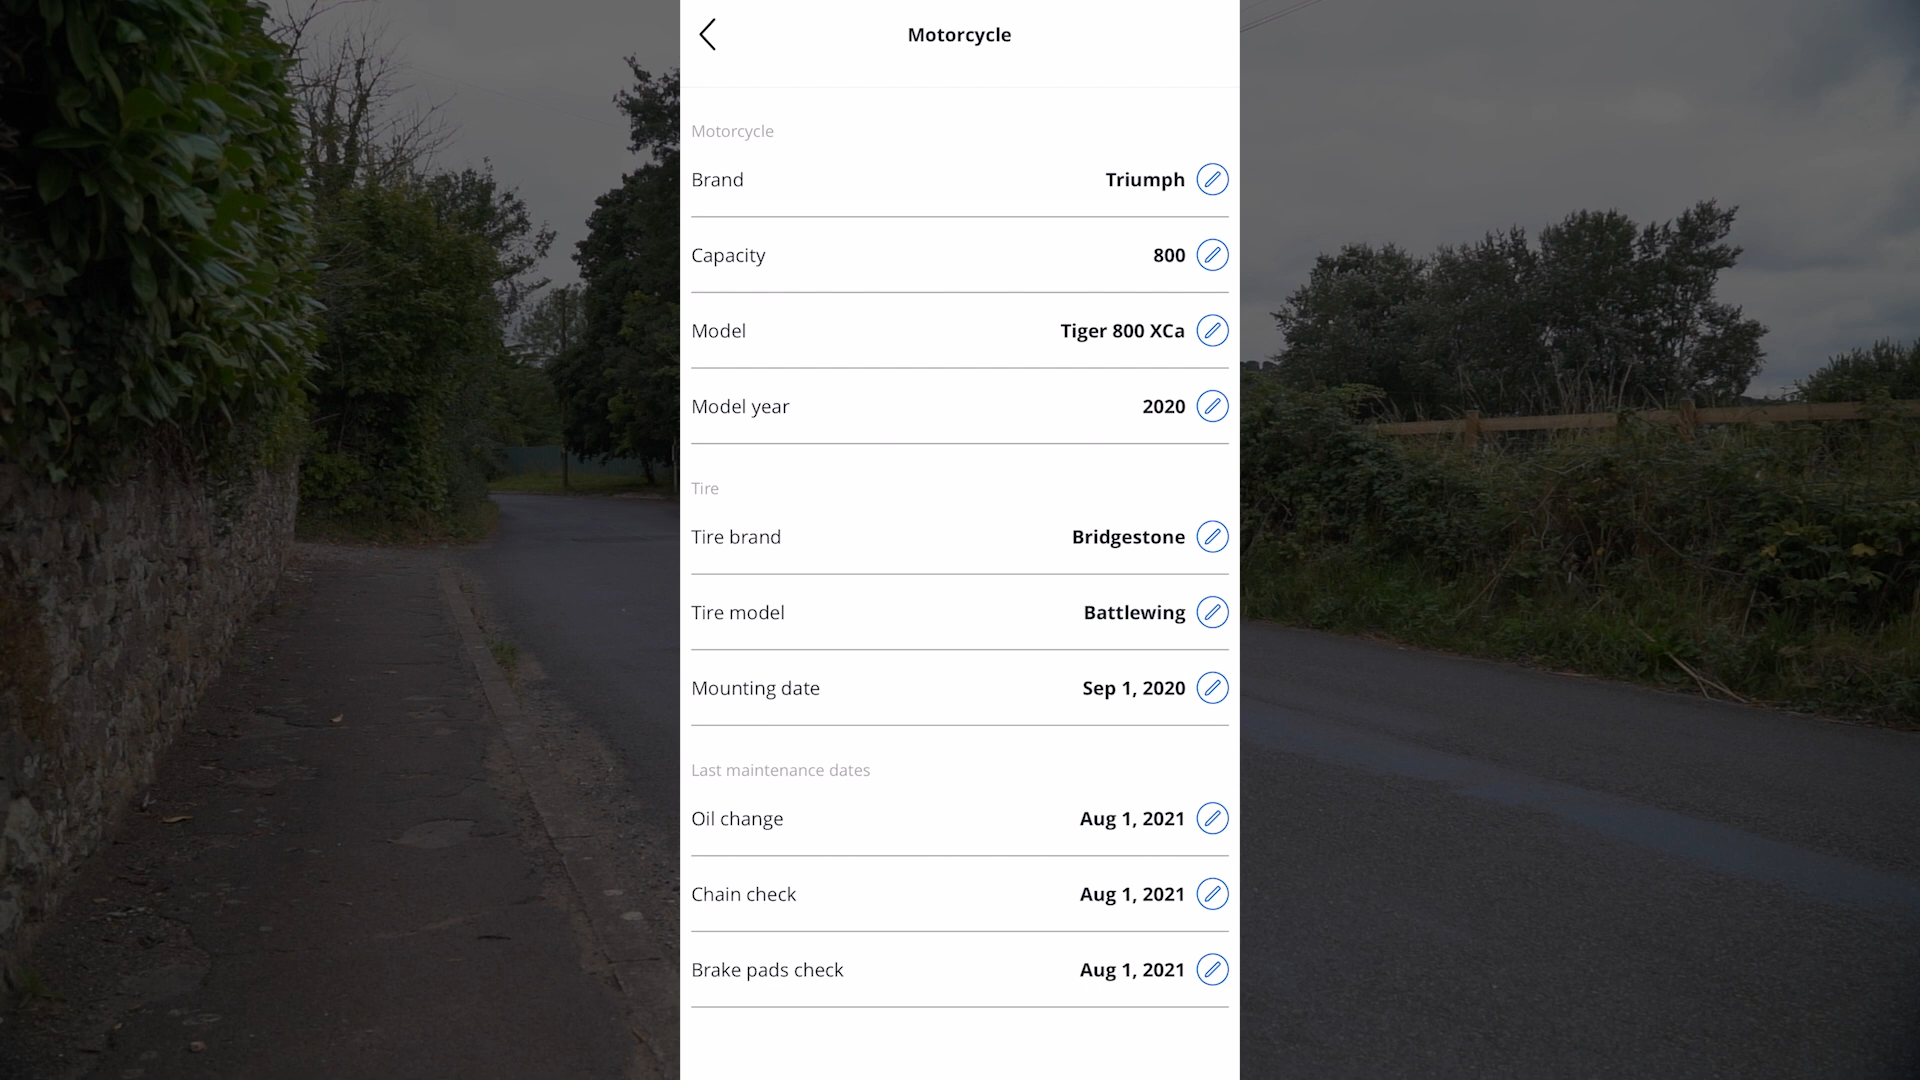 Motorcycle
Motorcycle
Brand Triumph
Capacity 800
Model Tiger 800 XCa
Model year 2020
Tire
Tire brand Bridgestone
Tire model Battlewing
Mounting date Sep 1, 2020
Last maintenance dates
Oil change Aug 1, 2021
Chain check Aug 1, 2021
Brake pads check Aug 1, 2021